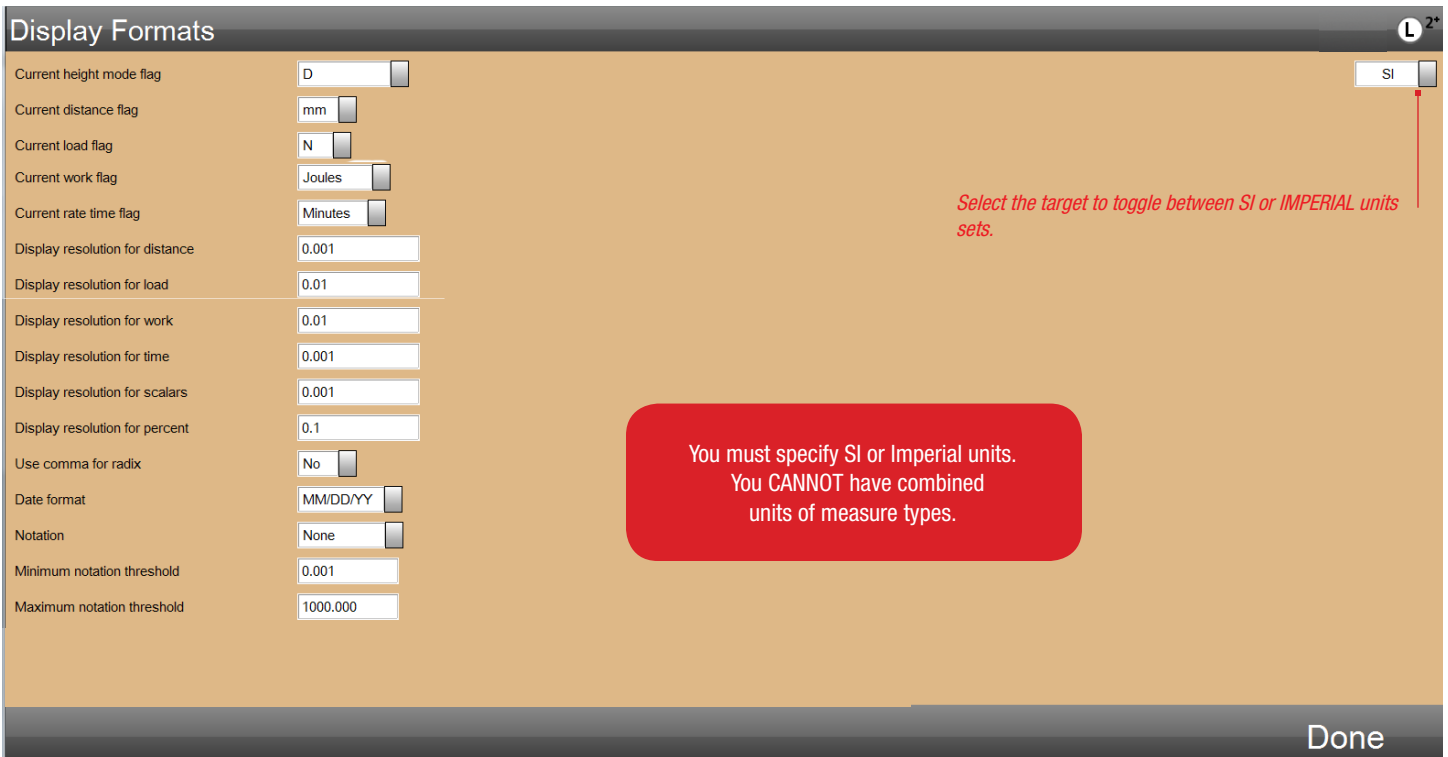 Display Formats
L 2+
Current height mode flag D SI
Current distance flag mm
Current load flag N
Current work flag Joules
Current rate time flag Minutes
Select the target to toggle between SI or IMPERIAL units
sets.
Display resolution for distance 0.001
Display resolution for load 0.01
Display resolution for work 0.01
Display resolution for time 0.001
Display resolution for scalars 0.001
Display resolution for percent 0.1
Use comma for radix No
Date format MM/DD/YY
Notation None
Minimum notation threshold 0.001
Maximum notation threshold 1000.000
You must specify SI or Imperial units.
You CANNOT have combined
units of measure types.
Done